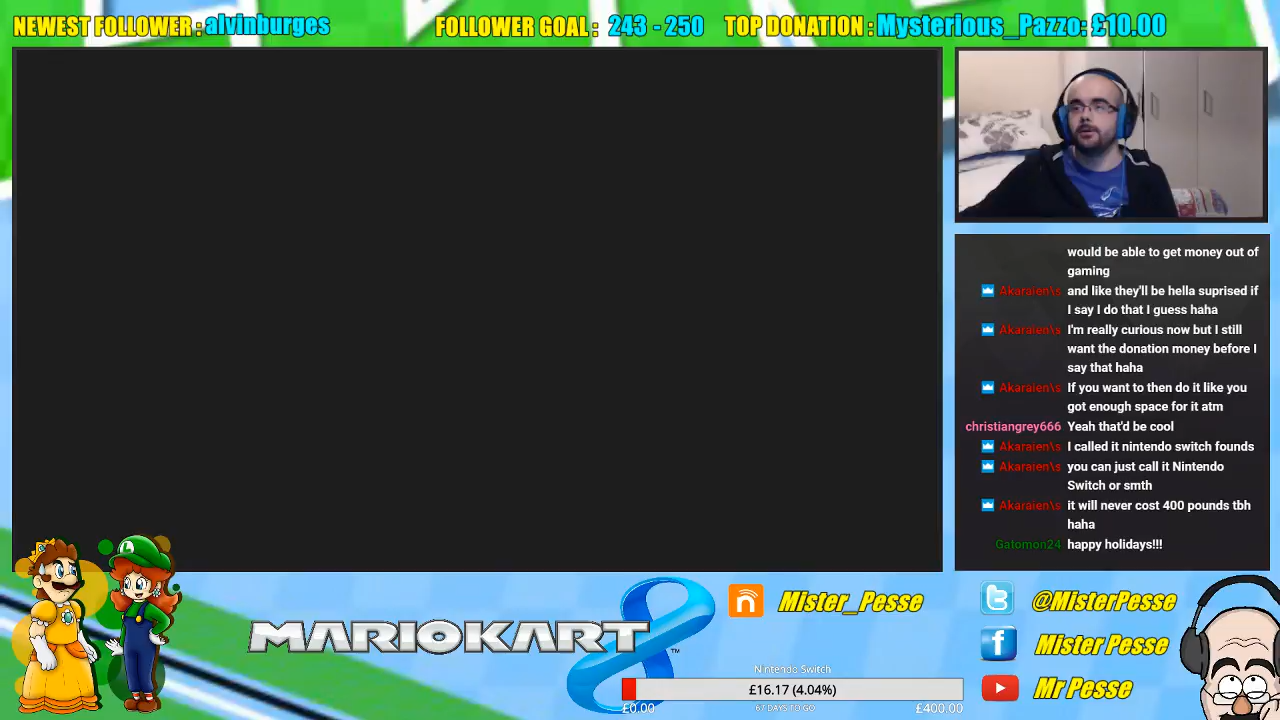 NEWEST FOLLOWER : alvinburges
FOLLOWER GOAL : 243 - 250
TOP DONATION : Mysterious_Pazzo: £10.00
would be able to get money out of
gaming
Akaraien\s and like they'll be hella suprised if
I say I do that I guess haha
Akaraien\s I'm really curious now but I still
want the donation money before I
say that haha
Akaraien\s If you want to then do it like you
got enough space for it atm
christiangrey666 Yeah that'd be cool
Akaraien\s I called it nintendo switch founds
Akaraien\s you can just call it Nintendo
Switch or smth
Akaraien\s it will never cost 400 pounds tbh
haha
Gatomon24 happy holidays!!!
MARIOKART 8 ™
Mister_Pesse
@MisterPesse
Mister Pesse
Mr Pesse
Nintendo Switch
£16.17 (4.04%)
£0.00 67 DAYS TO GO £400.00